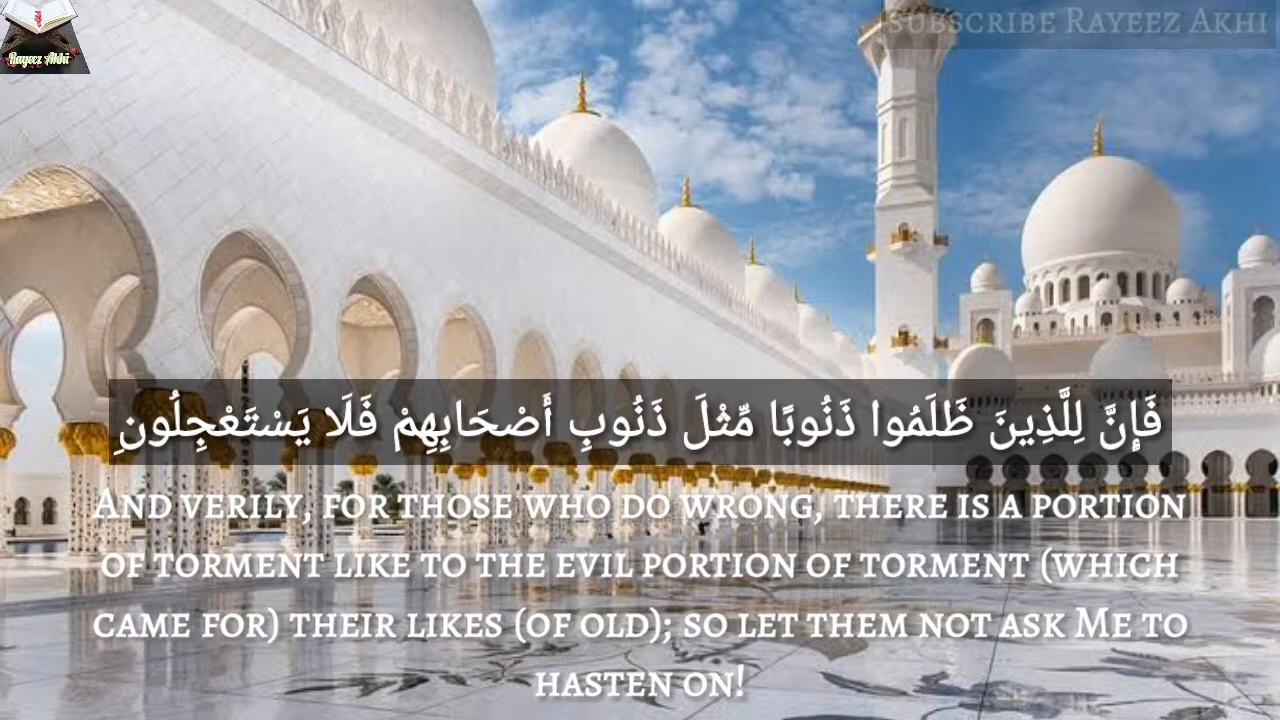 SUBSCRIBE RAYEEZ AKHI
Rayeez Akhi
فَإِنَّ لِلَّذِينَ ظَلَمُوا ذَنُوبًا مِّثْلَ ذَنُوبِ أَصْحَابِهِمْ فَلَا يَسْتَعْجِلُونِ
And verily, for those who do wrong, there is a portion
of torment like to the evil portion of torment (which
came for) their likes (of old); so let them not ask Me to
hasten on!